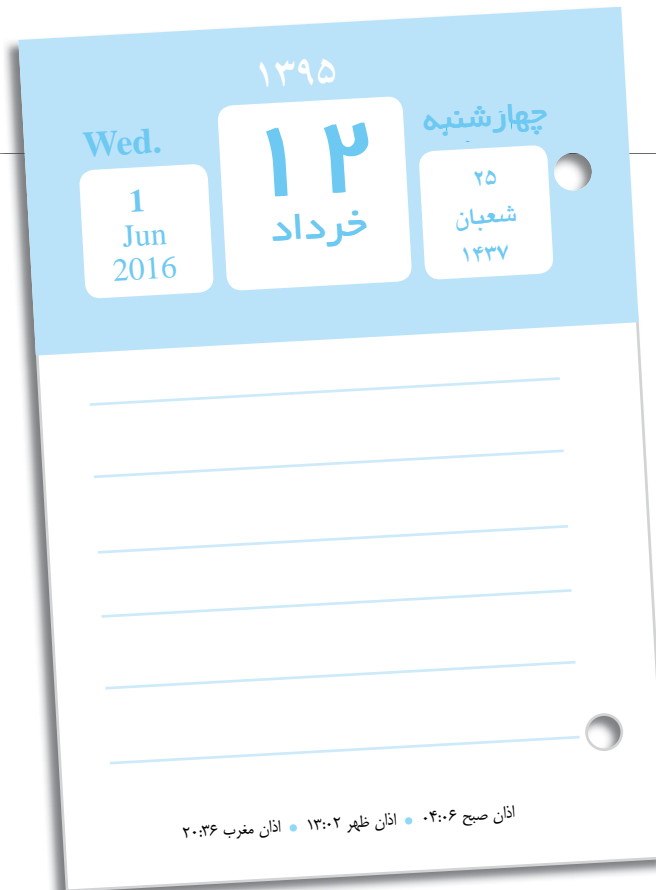 ۱۳۹۵
چهارشنبه
۲۵
شعبان
۱۴۳۷
۱۲
خرداد
Wed.
1
Jun
2016
اذان صبح ۰۴:۰۶ • اذان ظهر ۱۳:۰۲ • اذان مغرب ۲۰:۳۶